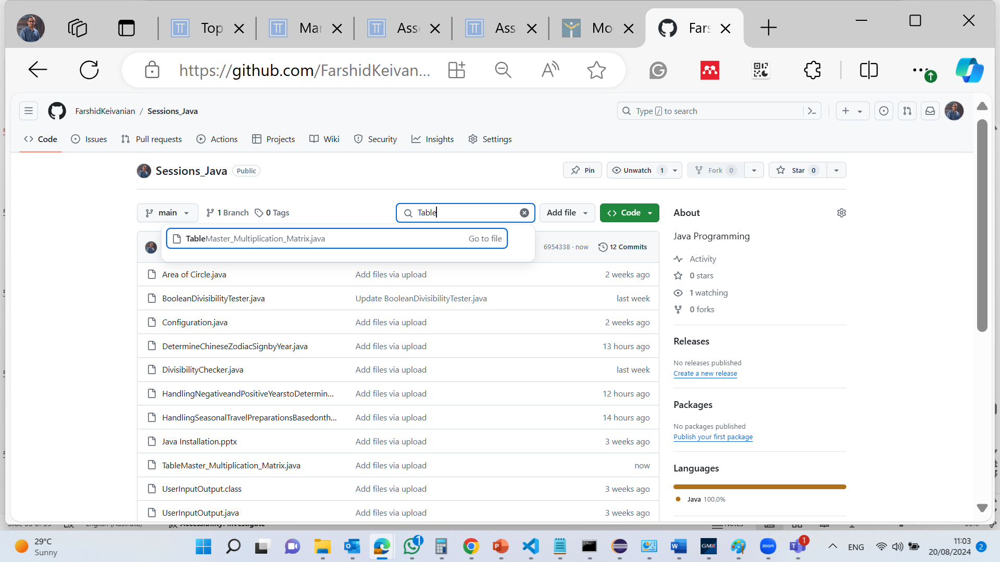 Top
Mar
Ass
Ass
Mo
Fars
https://github.com/FarshidKeivan...
FarshidKeivanian / Sessions_Java
Type / to search
Code
Issues
Pull requests
Actions
Projects
Wiki
Security
Insights
Settings
Sessions_Java
Public
Pin
Unwatch 1
Fork 0
Star 0
main
1 Branch
0 Tags
Table
Add file
Code
TableMaster_Multiplication_Matrix.java Go to file
6954338 · now
12 Commits
Area of Circle.java Add files via upload 2 weeks ago
BooleanDivisibilityTester.java Update BooleanDivisibilityTester.java last week
Configuration.java Add files via upload 2 weeks ago
DetermineChineseZodiacSignbyYear.java Add files via upload 13 hours ago
DivisibilityChecker.java Add files via upload last week
HandlingNegativeandPositiveYearstoDetermin... Add files via upload 12 hours ago
HandlingSeasonalTravelPreparationsBasedonth... Add files via upload 14 hours ago
Java Installation.pptx Add files via upload 3 weeks ago
TableMaster_Multiplication_Matrix.java Add files via upload now
UserInputOutput.class Add files via upload 3 weeks ago
UserInputOutput.java Add files via upload 3 weeks ago
About
Java Programming
Activity
0 stars
1 watching
0 forks
Releases
No releases published
Create a new release
Packages
No packages published
Publish your first package
Languages
Java 100.0%
29°C
Sunny
1
GMX
zoom
1
ENG
11:03
20/08/2024
2